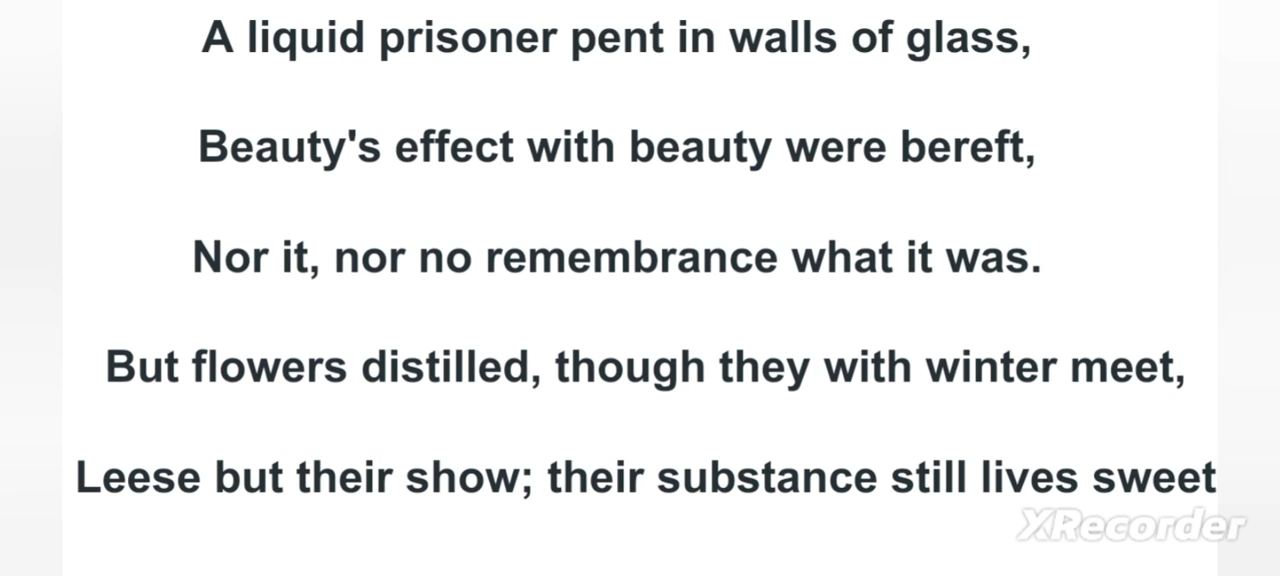 A liquid prisoner pent in walls of glass,
Beauty's effect with beauty were bereft,
Nor it, nor no remembrance what it was.
But flowers distilled, though they with winter meet,
Leese but their show; their substance still lives sweet
XRecorder